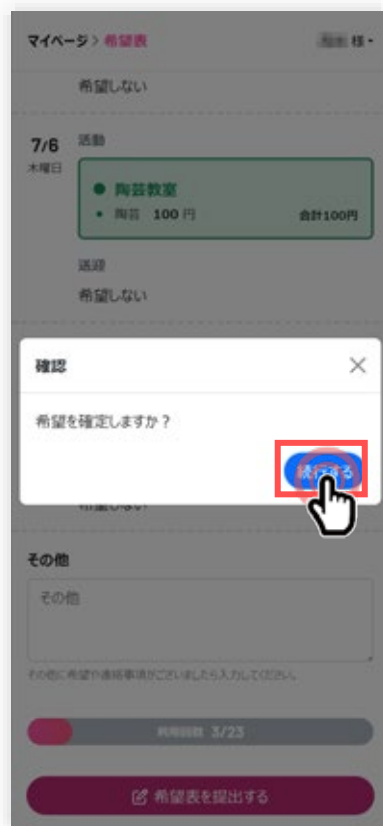 マイページ > 希望表
様
希望しない
7/6
木曜日
活動
陶芸教室
陶芸 100 円
合計100円
送迎
希望しない
確認
希望を確定しますか？
続行する
その他
その他
その他に希望や連絡事項がございましたら入力してください。
利用回数 3/23
希望表を提出する